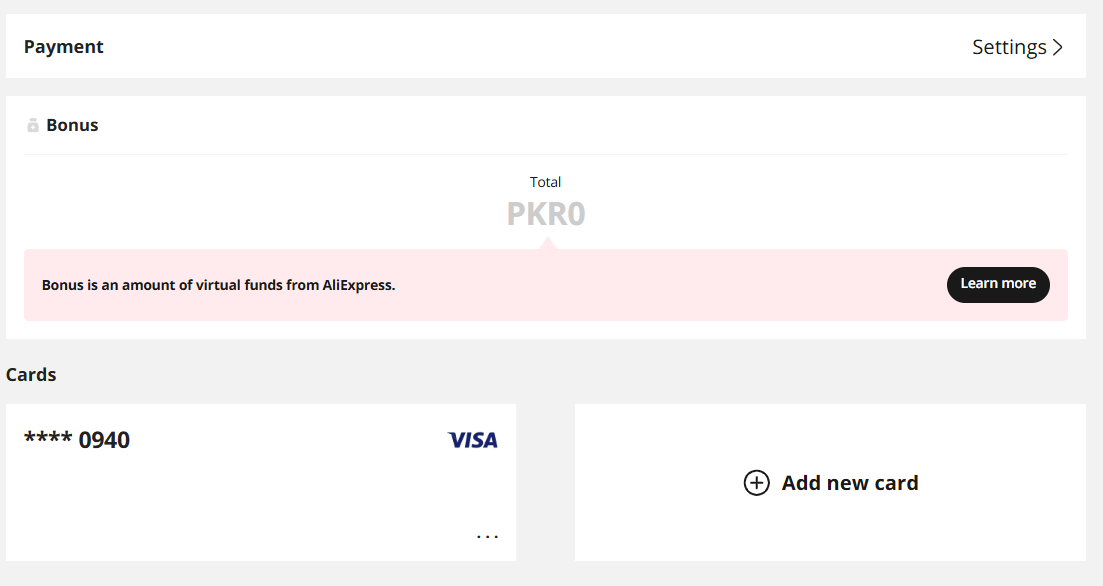 Payment
Settings
Bonus
Total
PKR0
Bonus is an amount of virtual funds from AliExpress.
Learn more
Cards
**** 0940
VISA
...
Add new card